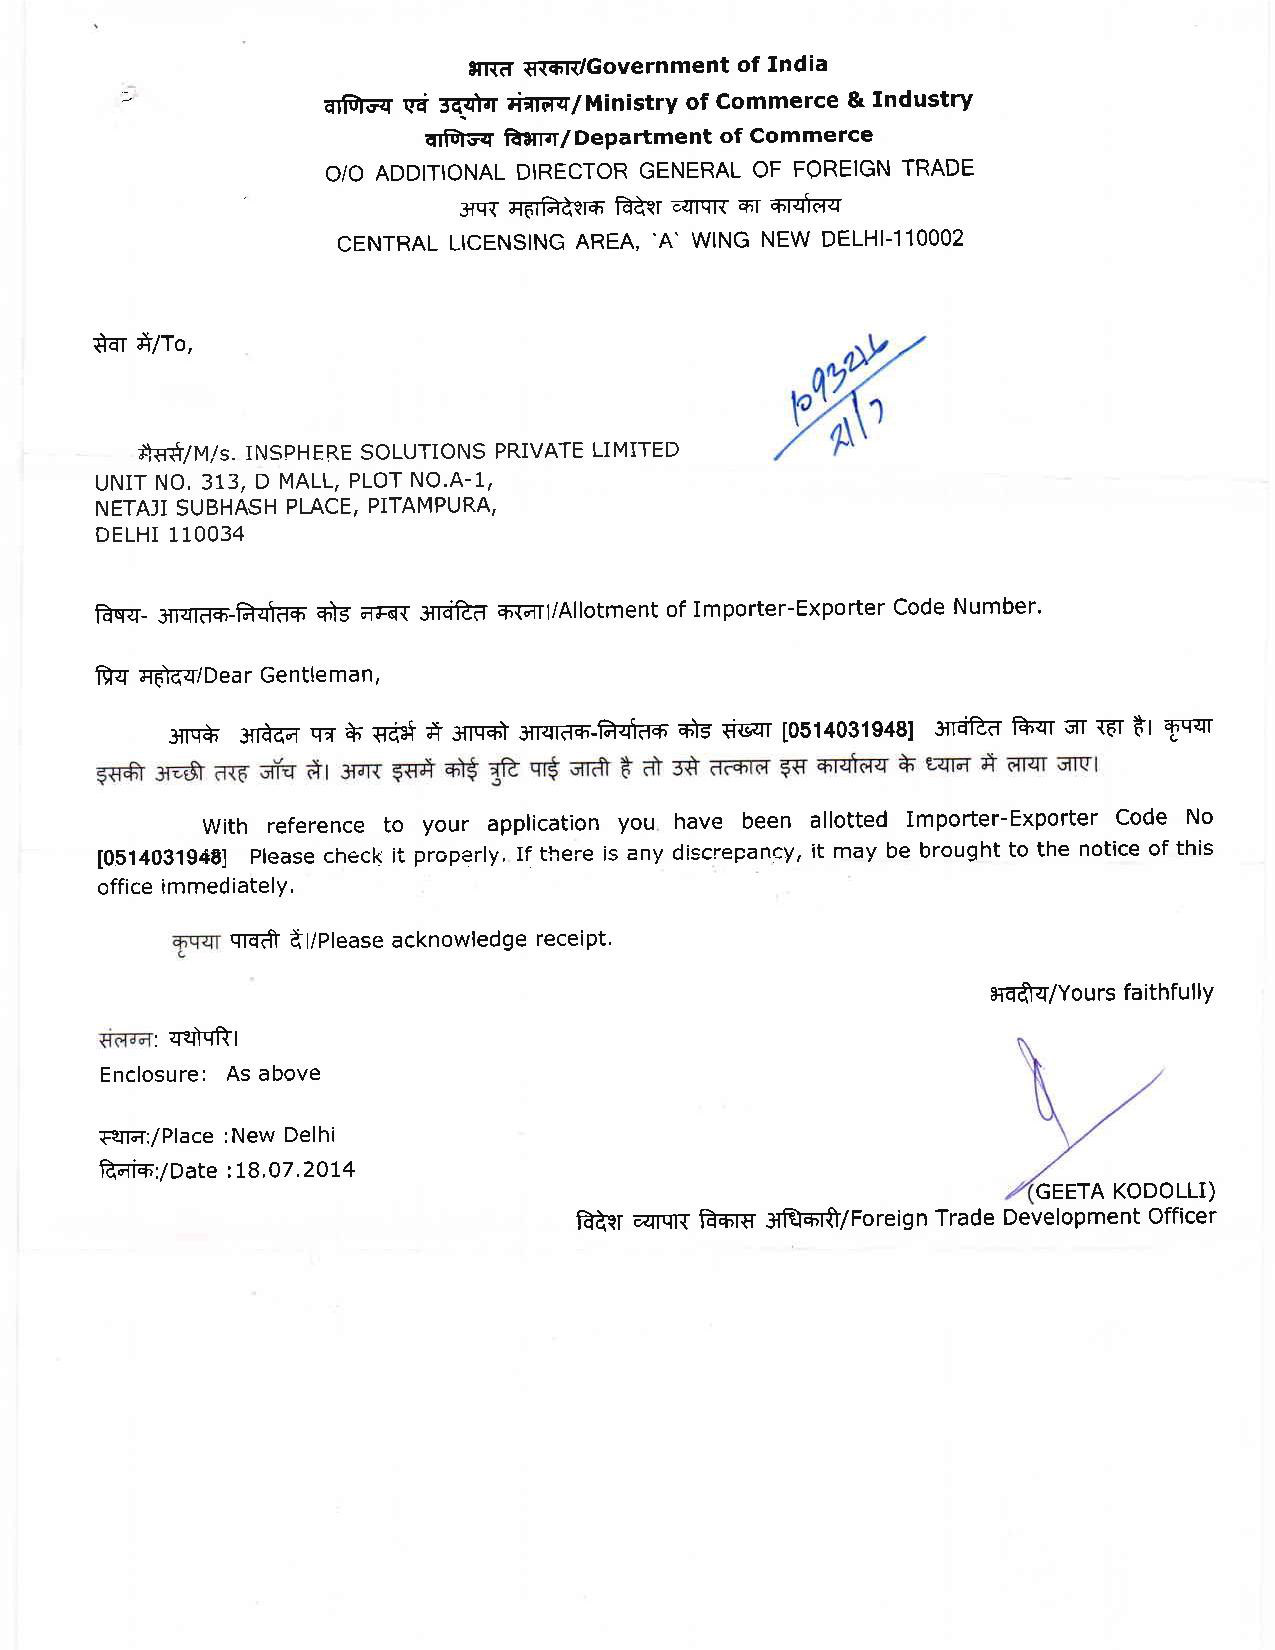 भारत सरकार/Government of India
वाणिज्य एवं उद्योग मंत्रालय/Ministry of Commerce & Industry
वाणिज्य विभाग/Department of Commerce
O/O ADDITIONAL DIRECTOR GENERAL OF FOREIGN TRADE
अपर महानिदेशक विदेश व्यापार का कार्यालय
CENTRAL LICENSING AREA, `A` WING NEW DELHI-110002
सेवा में/To,
1093216
21/7
मैसर्स/M/s. INSPHERE SOLUTIONS PRIVATE LIMITED
UNIT NO. 313, D MALL, PLOT NO.A-1,
NETAJI SUBHASH PLACE, PITAMPURA,
DELHI 110034
विषय- आयातक-निर्यातक कोड नम्बर आवंटित करना।/Allotment of Importer-Exporter Code Number.
प्रिय महोदय/Dear Gentleman,
आपके आवेदन पत्र के सदंर्भ में आपको आयातक-निर्यातक कोड संख्या [0514031948] आवंटित किया जा रहा है। कृपया
इसकी अच्छी तरह जाँच लें। अगर इसमें कोई त्रुटि पाई जाती है तो उसे तत्काल इस कार्यालय के ध्यान में लाया जाए।
With reference to your application you have been allotted Importer-Exporter Code No
[0514031948] Please check it properly. If there is any discrepancy, it may be brought to the notice of this
office immediately.
कृपया पावती दें।/Please acknowledge receipt.
भवदीय/Yours faithfully
संलग्न: यथोपरि।
Enclosure: As above
स्थान:/Place :New Delhi
दिनांक:/Date :18.07.2014
(GEETA KODOLLI)
विदेश व्यापार विकास अधिकारी/Foreign Trade Development Officer